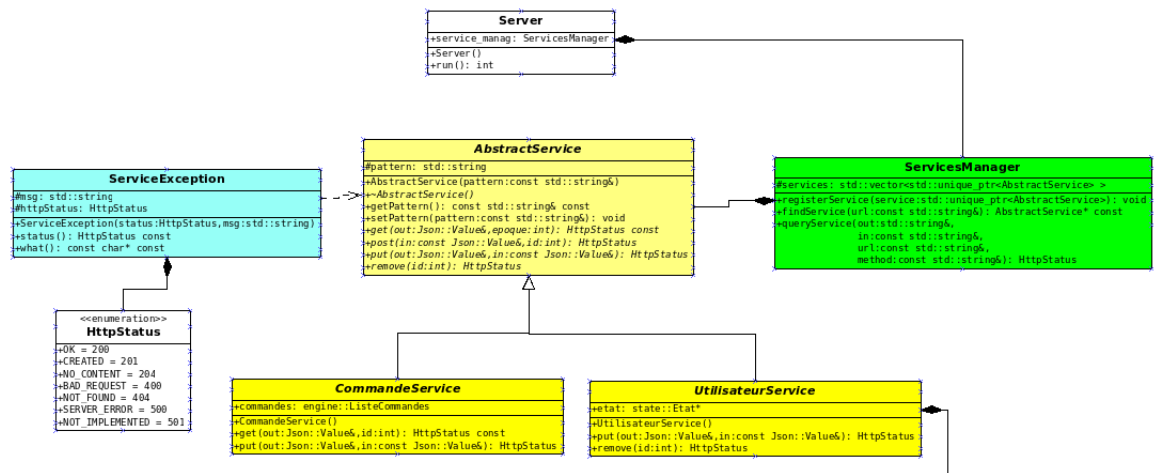 Server
+service_manag: ServicesManager
+Server()
+run(): int
AbstractService
#pattern: std::string
+AbstractService(pattern:const std::string&)
+~AbstractService()
+getPattern(): const std::string& const
+setPattern(pattern:const std::string&): void
+get(out:Json::Value&,epoque:int): HttpStatus const
+post(in:const Json::Value&,id:int): HttpStatus
+put(out:Json::Value&,in:const Json::Value&): HttpStatus
+remove(id:int): HttpStatus
ServicesManager
#services: std::vector<std::unique_ptr<AbstractService> >
+registerService(service:std::unique_ptr<AbstractService>): void
+findService(url:const std::string&): AbstractService* const
+queryService(out:std::string&,
in:const std::string&,
url:const std::string&,
method:const std::string&): HttpStatus
ServiceException
#msg: std::string
#httpStatus: HttpStatus
+ServiceException(status:HttpStatus,msg:std::string)
+status(): HttpStatus const
+what(): const char* const
<<enumeration>>
HttpStatus
+OK = 200
+CREATED = 201
+NO_CONTENT = 204
+BAD_REQUEST = 400
+NOT_FOUND = 404
+SERVER_ERROR = 500
+NOT_IMPLEMENTED = 501
CommandeService
+commandes: engine::ListeCommandes
+CommandeService()
+get(out:Json::Value&,id:int): HttpStatus const
+put(out:Json::Value&,in:const Json::Value&): HttpStatus
UtilisateurService
+etat: state::Etat*
+UtilisateurService()
+put(out:Json::Value&,in:const Json::Value&): HttpStatus
+remove(id:int): HttpStatus